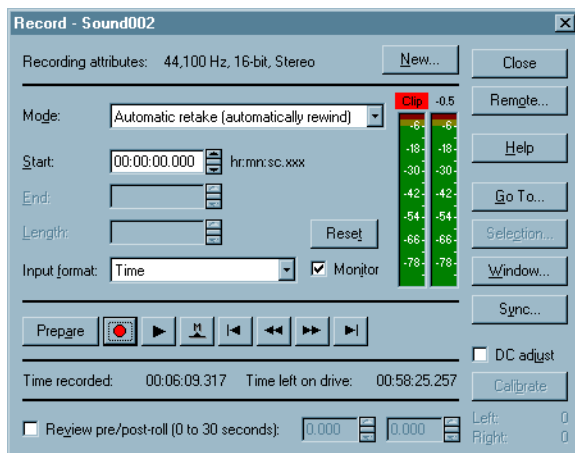 Record - Sound002
Recording attributes: 44,100 Hz, 16-bit, Stereo
New...
Close
Mode: Automatic retake (automatically rewind)
Clip -0.5
Remote...
Start: 00:00:00.000 hr:mn:sc.xxx
Help
End:
Go To...
Length:
Reset
Selection...
Input format: Time
Monitor
Window...
-6- -6-
-18- -18-
-30- -30-
-42- -42-
-54- -54-
-66- -66-
-78- -78-
Sync...
Prepare
M
DC adjust
Time recorded: 00:06:09.317 Time left on drive: 00:58:25.257
Calibrate
Review pre/post-roll (0 to 30 seconds): 0.000 0.000
Left: 0
Right: 0